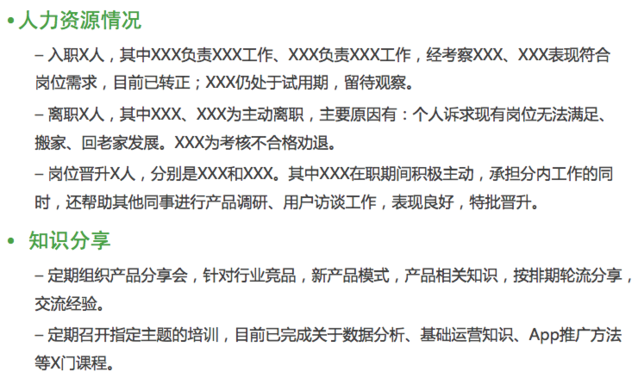 •人力资源情况
– 入职X人，其中XXX负责XXX工作、XXX负责XXX工作，经考察XXX、XXX表现符合
岗位需求，目前已转正；XXX仍处于试用期，留待观察。
– 离职X人，其中XXX、XXX为主动离职，主要原因有：个人诉求现有岗位无法满足、
搬家、回老家发展。XXX为考核不合格劝退。
– 岗位晋升X人，分别是XXX和XXX。其中XXX在职期间积极主动，承担分内工作的同
时，还帮助其他同事进行产品调研、用户访谈工作，表现良好，特批晋升。
• 知识分享
– 定期组织产品分享会，针对行业竞品，新产品模式，产品相关知识，按排期轮流分享，
交流经验。
– 定期召开指定主题的培训，目前已完成关于数据分析、基础运营知识、App推广方法
等X门课程。